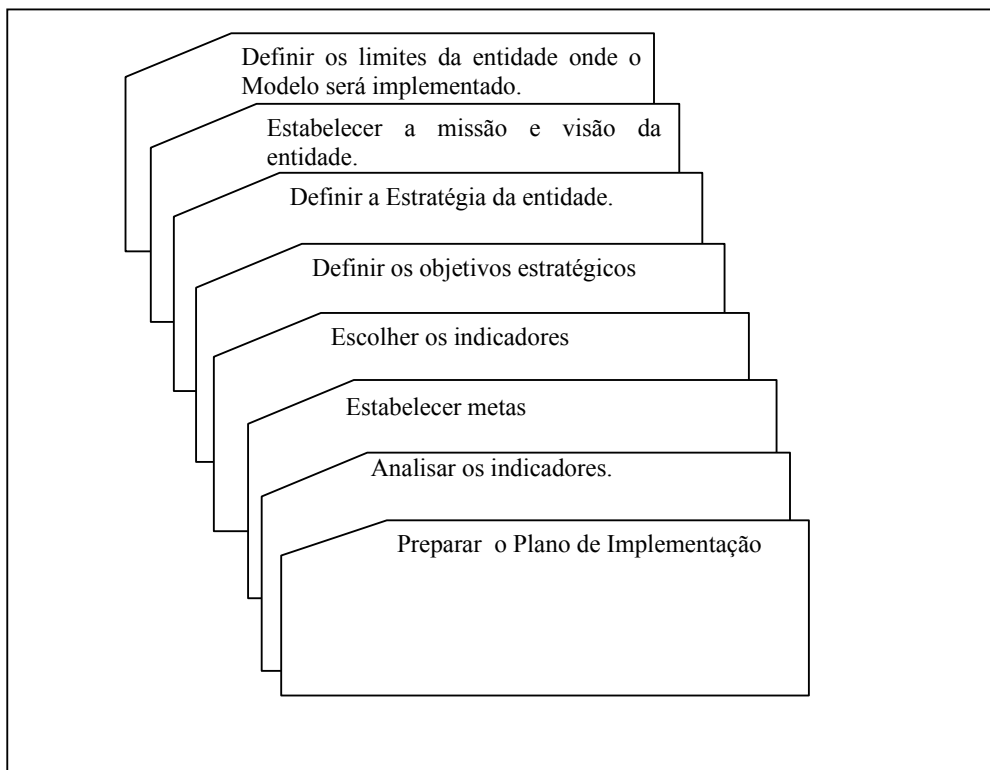 Definir os limites da entidade onde o
Modelo será implementado.
Estabelecer a missão e visão da
entidade.
Definir a Estratégia da entidade.
Definir os objetivos estratégicos
Escolher os indicadores
Estabelecer metas
Analisar os indicadores.
Preparar o Plano de Implementação